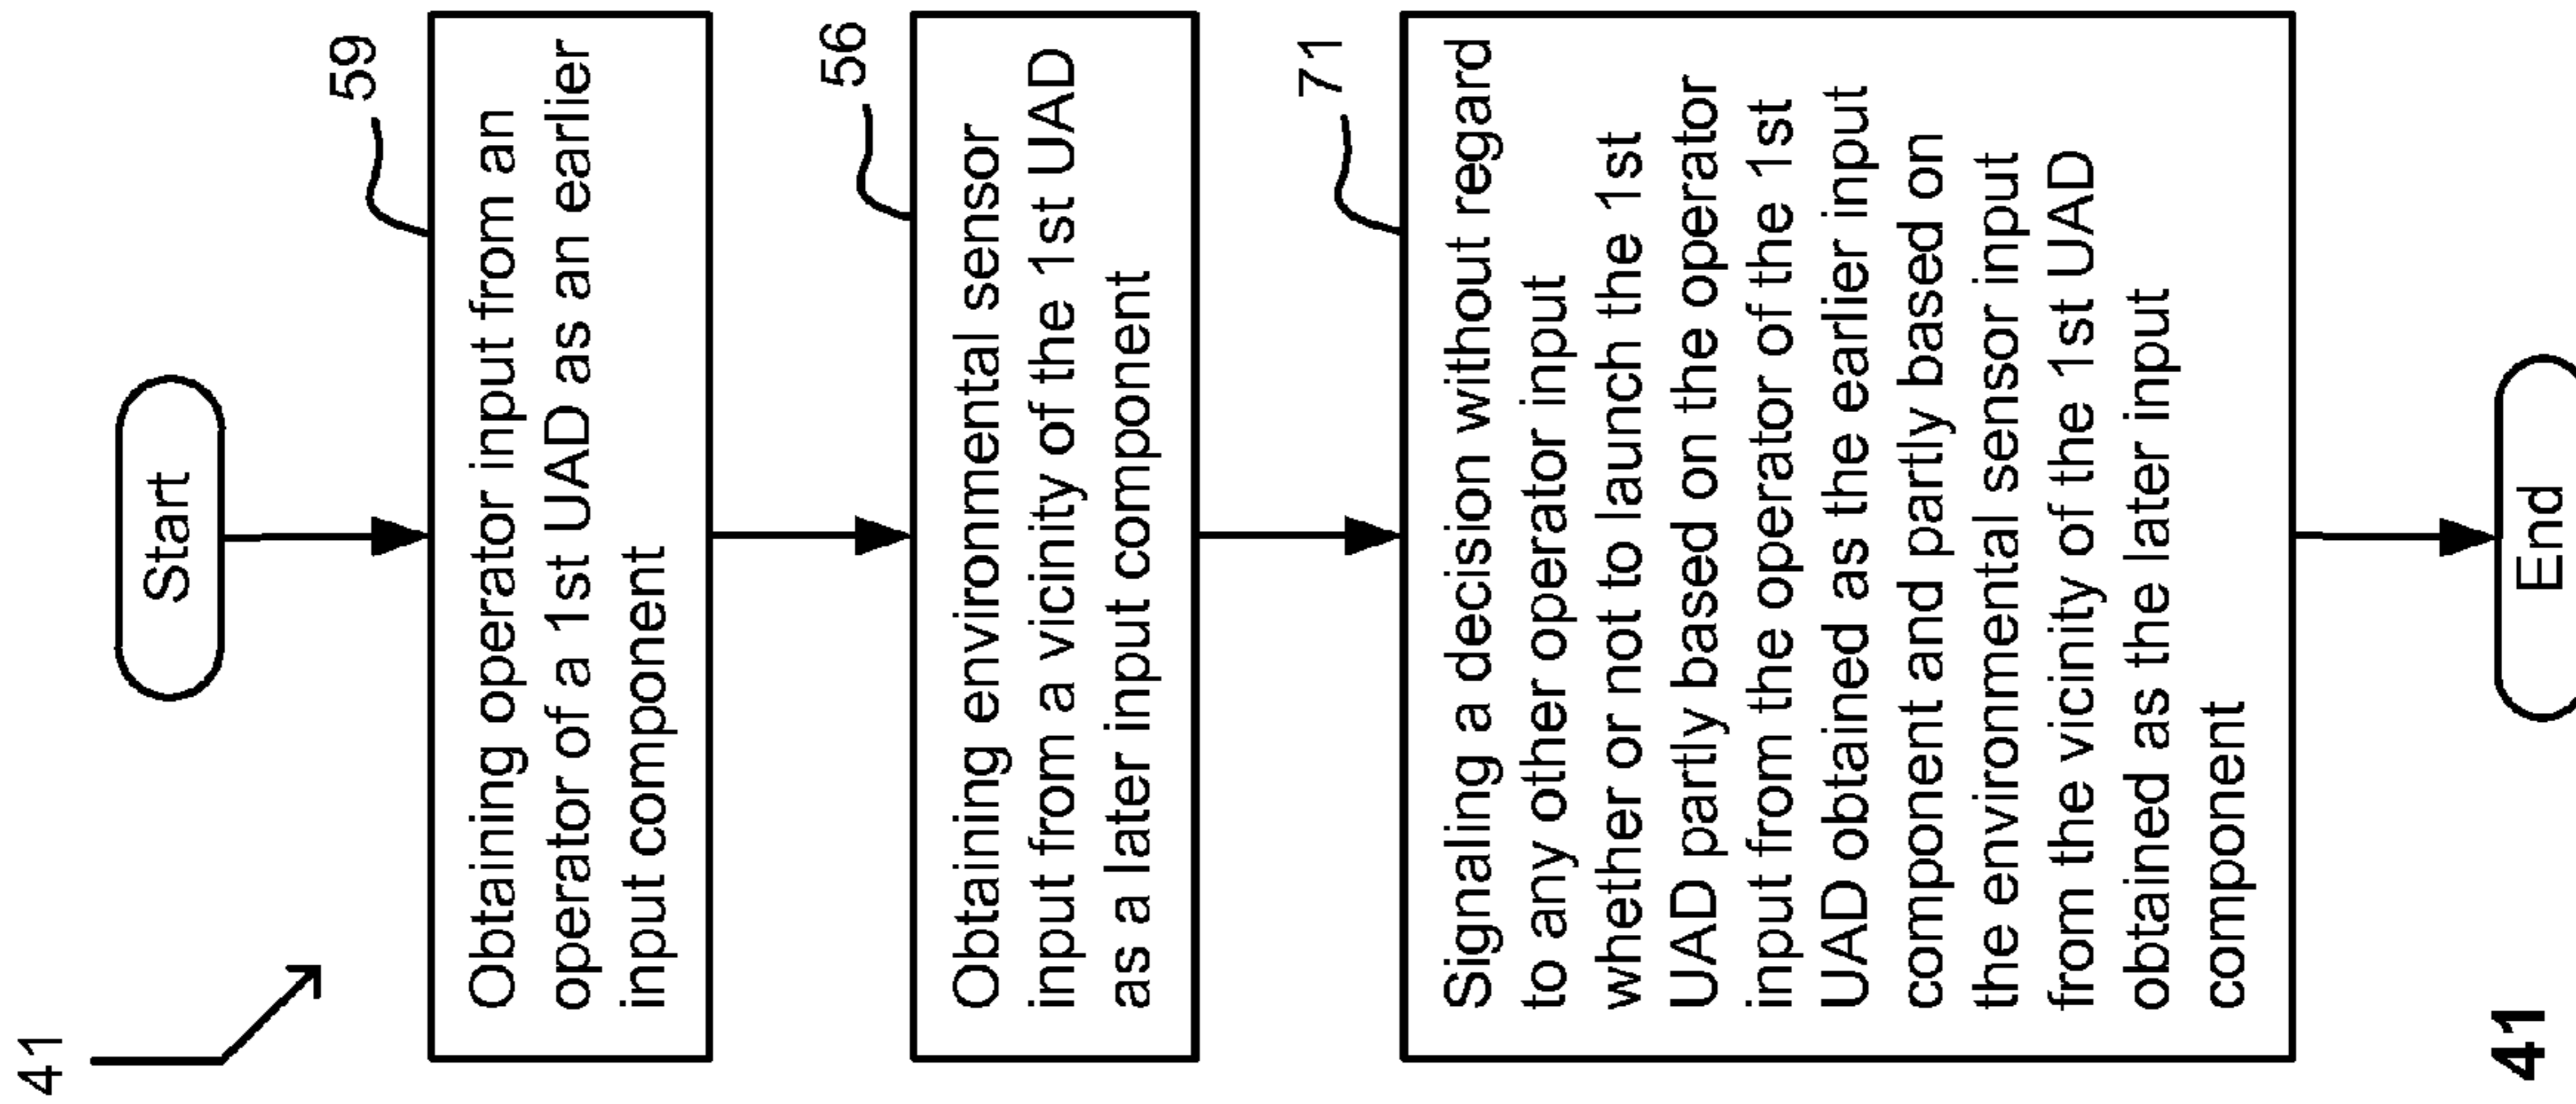 41
Start
59
Obtaining operator input from an
operator of a 1st UAD as an earlier
input component
56
Obtaining environmental sensor
input from a vicinity of the 1st UAD
as a later input component
71
Signaling a decision without regard
to any other operator input
whether or not to launch the 1st
UAD partly based on the operator
input from the operator of the 1st
UAD obtained as the earlier input
component and partly based on
the environmental sensor input
from the vicinity of the 1st UAD
obtained as the later input
component
End
41